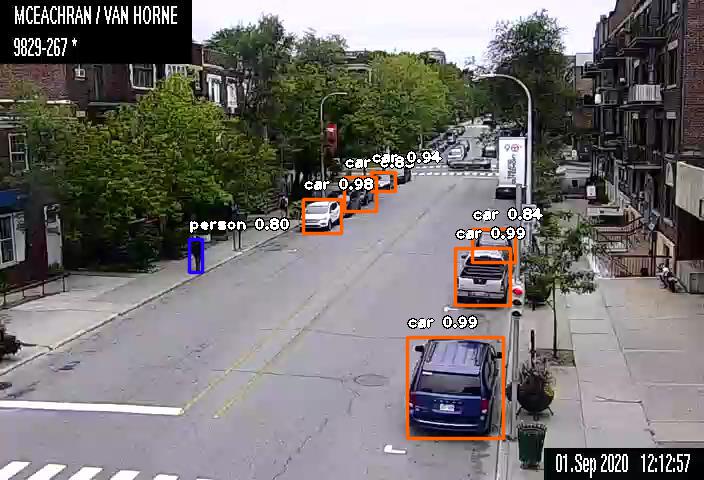 MCEACHRAN / VAN HORNE
9829-267 *
car 0.94
car 0.98
person 0.80
car 0.84
car 0.99
car 0.99
01.Sep 2020 12:12:57